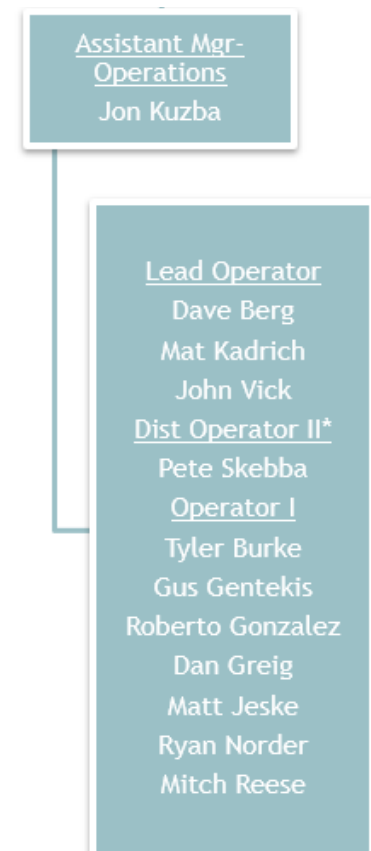 Assistant Mgr-
Operations
Jon Kuzba
Lead Operator
Dave Berg
Mat Kadrich
John Vick
Dist Operator II*
Pete Skebba
Operator I
Tyler Burke
Gus Gentekis
Roberto Gonzalez
Dan Greig
Matt Jeske
Ryan Norder
Mitch Reese